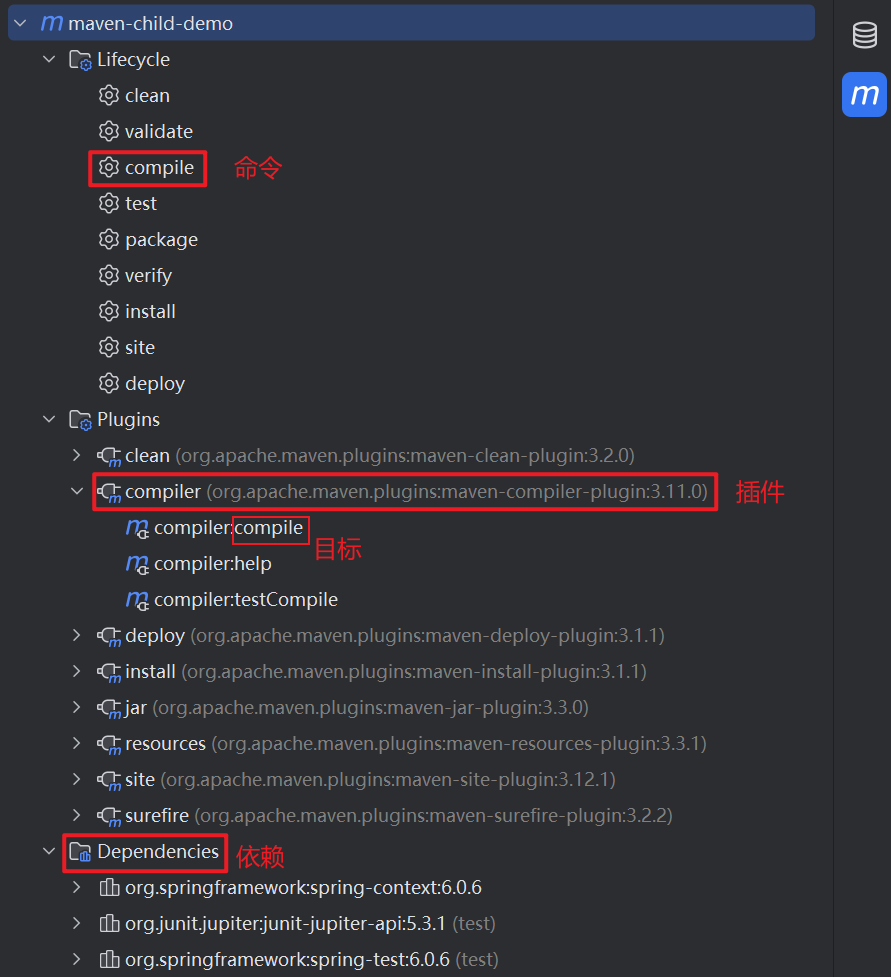 m maven-child-demo
Lifecycle
clean
validate
compile 命令
test
package
verify
install
site
deploy
Plugins
clean (org.apache.maven.plugins:maven-clean-plugin:3.2.0)
compiler (org.apache.maven.plugins:maven-compiler-plugin:3.11.0) 插件
compiler:compile
目标
compiler:help
compiler:testCompile
deploy (org.apache.maven.plugins:maven-deploy-plugin:3.1.1)
install (org.apache.maven.plugins:maven-install-plugin:3.1.1)
jar (org.apache.maven.plugins:maven-jar-plugin:3.3.0)
resources (org.apache.maven.plugins:maven-resources-plugin:3.3.1)
site (org.apache.maven.plugins:maven-site-plugin:3.12.1)
surefire (org.apache.maven.plugins:maven-surefire-plugin:3.2.2)
Dependencies 依赖
org.springframework:spring-context:6.0.6
org.junit.jupiter:junit-jupiter-api:5.3.1 (test)
org.springframework:spring-test:6.0.6 (test)
m